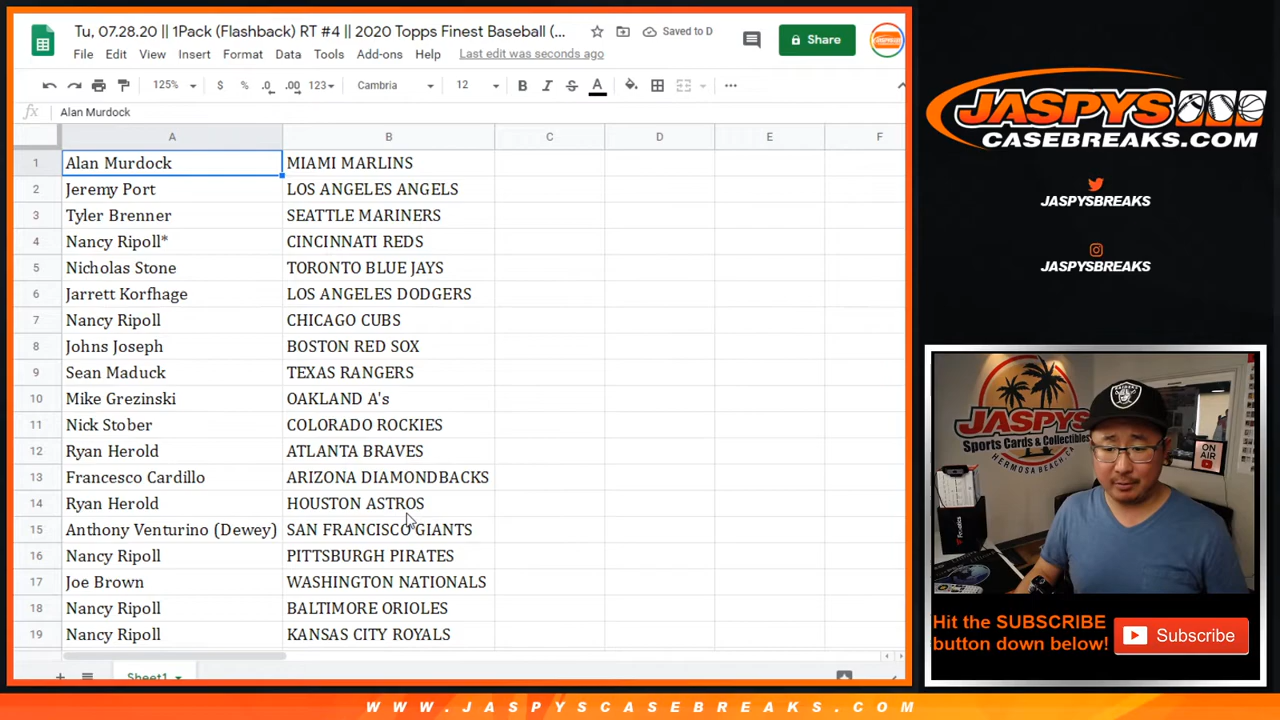 Tu, 07.28.20 || 1Pack (Flashback) RT #4 || 2020 Topps Finest Baseball (...
Saved to D
Share
File Edit View Insert Format Data Tools Add-ons Help Last edit was seconds ago
125% $ % .0 .00 123 Cambria 12 B I S A
fx Alan Murdock
A B C D E F
1 Alan Murdock MIAMI MARLINS
2 Jeremy Port LOS ANGELES ANGELS
3 Tyler Brenner SEATTLE MARINERS
4 Nancy Ripoll* CINCINNATI REDS
5 Nicholas Stone TORONTO BLUE JAYS
6 Jarrett Korfhage LOS ANGELES DODGERS
7 Nancy Ripoll CHICAGO CUBS
8 Johns Joseph BOSTON RED SOX
9 Sean Maduck TEXAS RANGERS
10 Mike Grezinski OAKLAND A's
11 Nick Stober COLORADO ROCKIES
12 Ryan Herold ATLANTA BRAVES
13 Francesco Cardillo ARIZONA DIAMONDBACKS
14 Ryan Herold HOUSTON ASTROS
15 Anthony Venturino (Dewey) SAN FRANCISCO GIANTS
16 Nancy Ripoll PITTSBURGH PIRATES
17 Joe Brown WASHINGTON NATIONALS
18 Nancy Ripoll BALTIMORE ORIOLES
19 Nancy Ripoll KANSAS CITY ROYALS
Sheet1
JASPYS
CASEBREAKS.COM
JASPYSBREAKS
JASPYSBREAKS
JASPYS
Sports Cards & Collectibles
HERMOSA BEACH, CA
ON AIR
RAIDERS
Fanatics
Hit the SUBSCRIBE
button down below!
Subscribe
WWW.JASPYSCASEBREAKS.COM